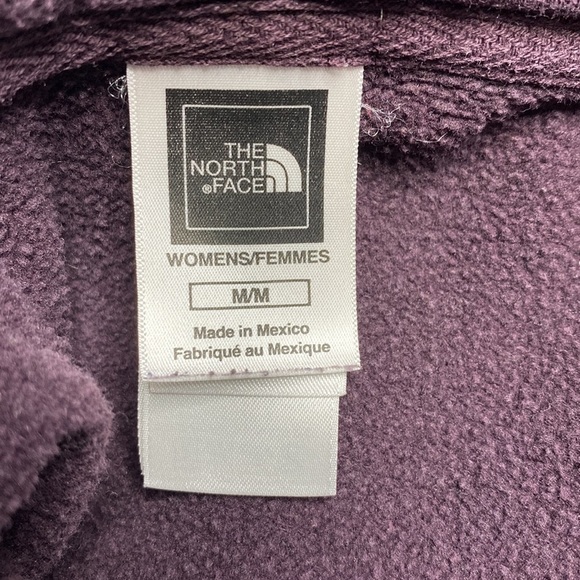 THE
NORTH
®FACE
WOMENS/FEMMES
M/M
Made in Mexico
Fabriqué au Mexique